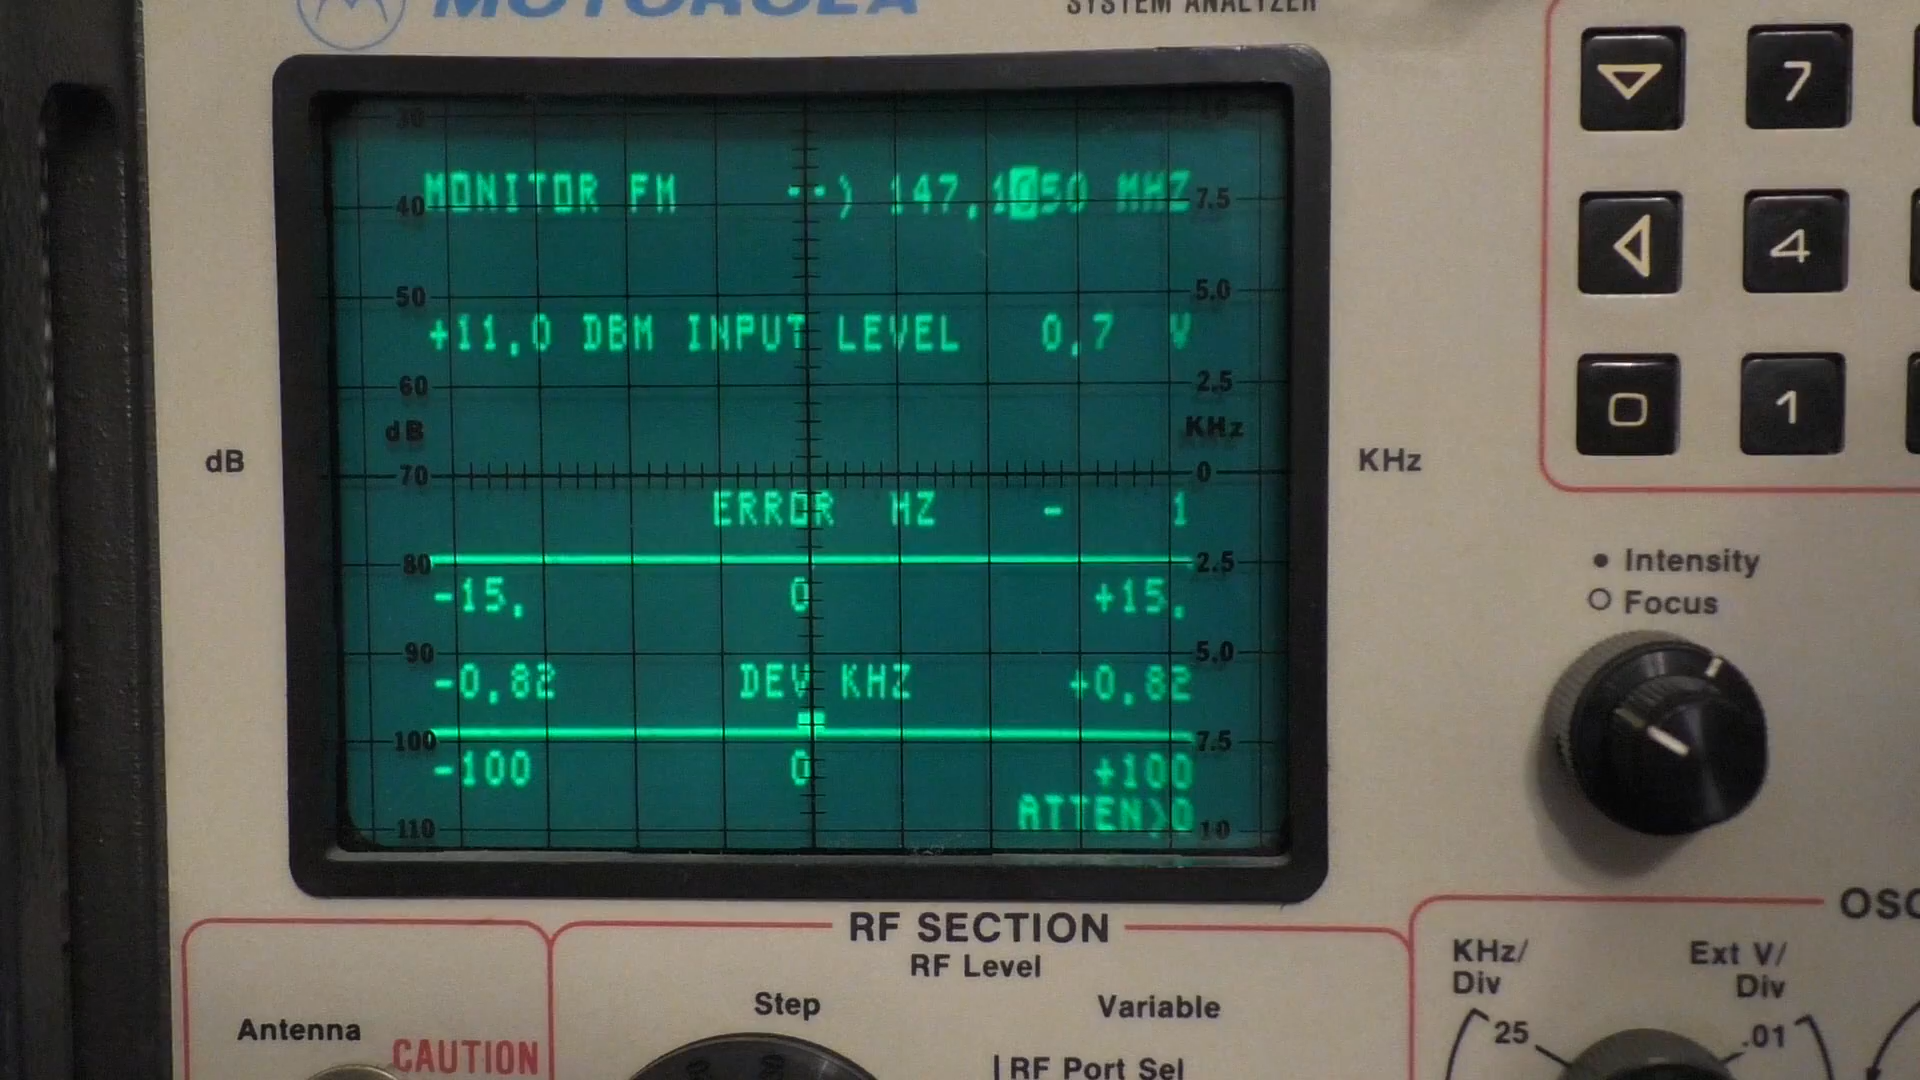 MOTOROLA
SYSTEM ANALYZER
30
10
MONITOR FM --) 147,1050 MHZ
40
7.5
50
5.0
+11,0 DBM INPUT LEVEL 0,7 V
60
2.5
dB
KHz
dB
KHz
70
0
ERROR HZ - 1
80
2.5
-15, 0 +15,
90
5.0
-0,82 DEV KHZ +0,82
100
7.5
-100 0 +100
ATTEN>0
110
10
7
4
0 1
Intensity
Focus
RF SECTION
RF Level
Step
Variable
RF Port Sel
Antenna
CAUTION
OSC
KHz/
Div
Ext V/
Div
25
.01